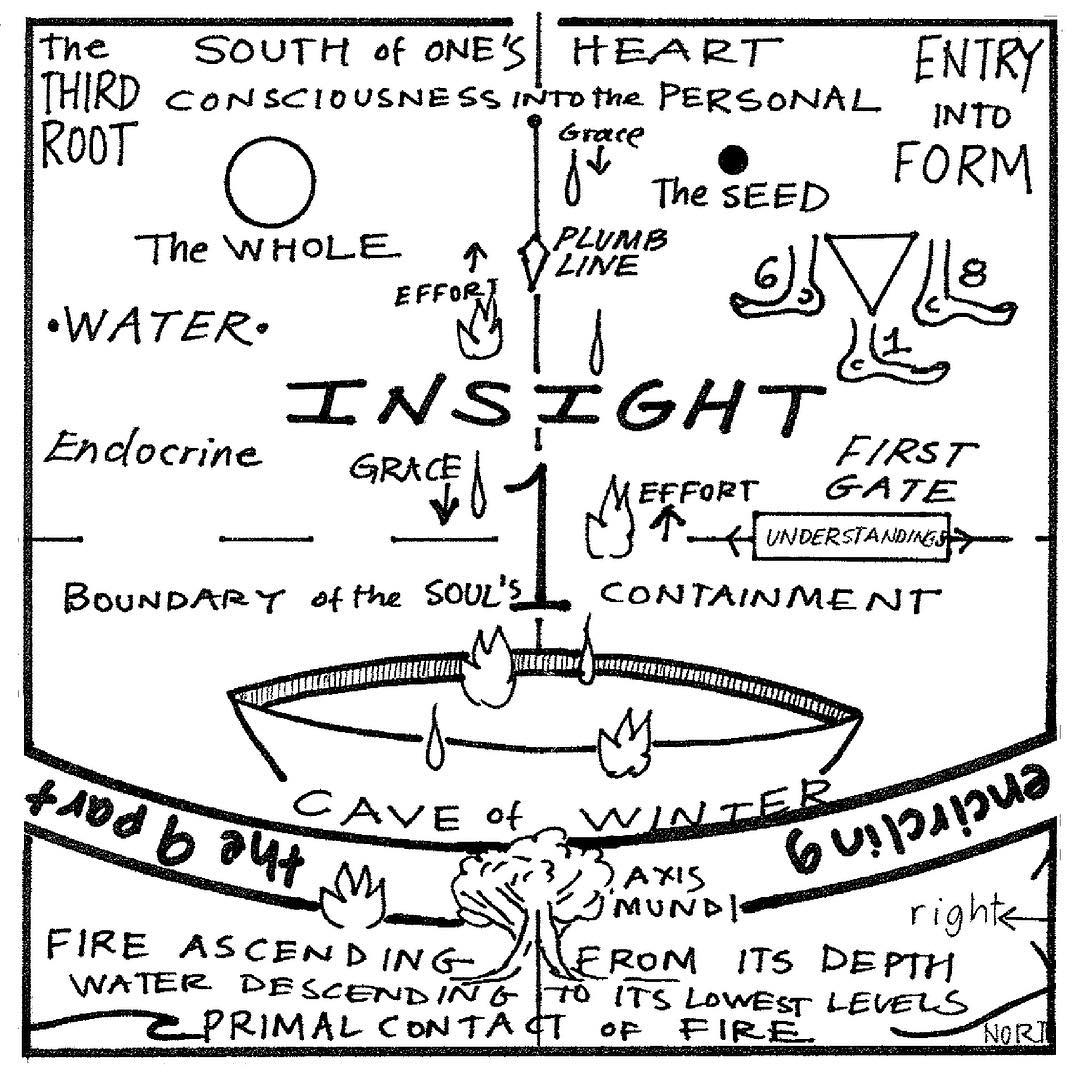 the THIRD ROOT
SOUTH of ONE'S HEART
CONSCIOUSNESS INTO the PERSONAL
ENTRY INTO FORM
Grace
The SEED
The WHOLE
PLUMB LINE
EFFORT
6
8
1
•WATER•
INSIGHT
Endocrine
GRACE
1
EFFORT
FIRST GATE
UNDERSTANDINGS
BOUNDARY of the SOUL'S CONTAINMENT
CAVE of WINTER
encircling the 9 part
AXIS MUNDI
right
FIRE ASCENDING FROM ITS DEPTH
WATER DESCENDING TO ITS LOWEST LEVELS
PRIMAL CONTACT OF FIRE